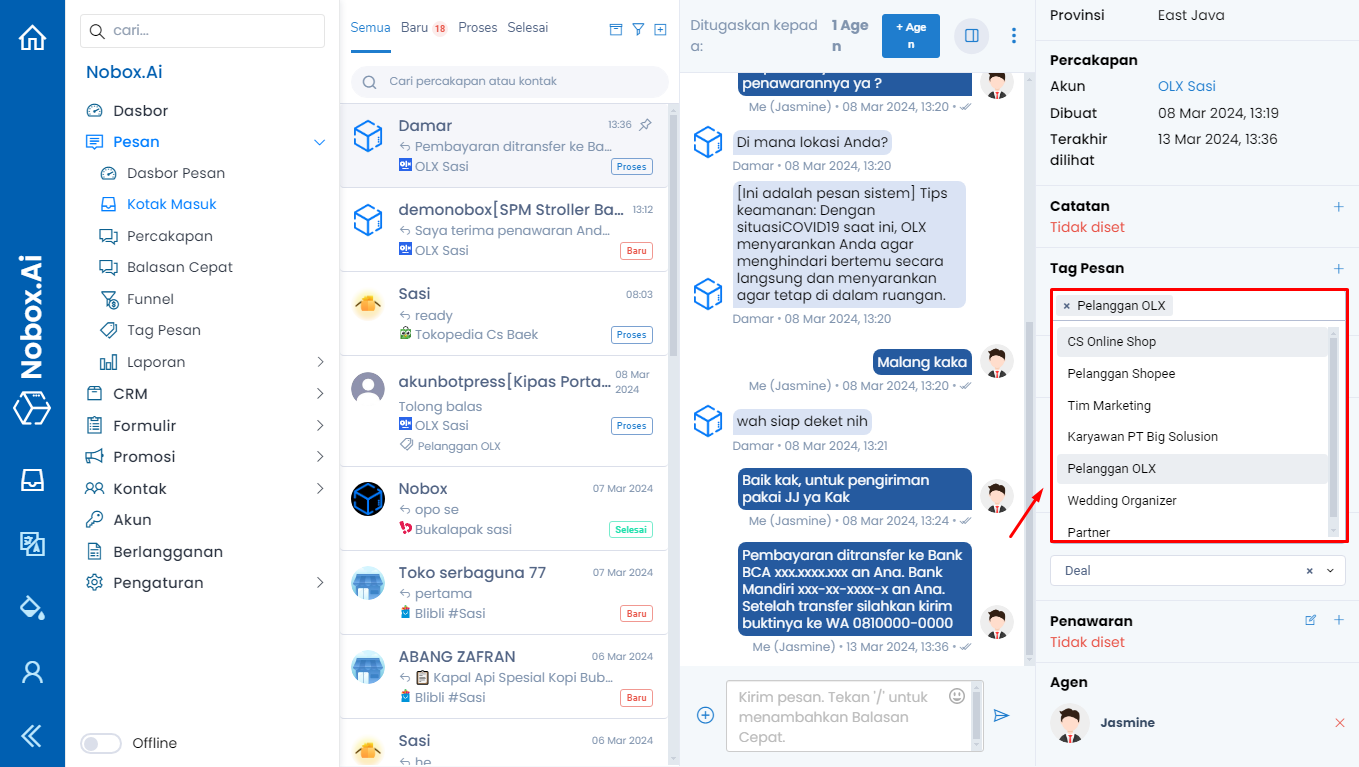 Nobox.Ai
cari...
Nobox.Ai
Dasbor
Pesan
Dasbor Pesan
Kotak Masuk
Percakapan
Balasan Cepat
Funnel
Tag Pesan
Laporan
CRM
Formulir
Promosi
Kontak
Akun
Berlangganan
Pengaturan
Offline
Semua Baru 18 Proses Selesai
Cari percakapan atau kontak
Damar 13:36
Pembayaran ditransfer ke Ba...
OLX Sasi Proses
demonobox[SPM Stroller Ba... 13:12
Saya terima penawaran And...
OLX Sasi Baru
Sasi 08:03
ready
Tokopedia Cs Baek Proses
akunbotpress[Kipas Porta... 08 Mar
2024
Tolong balas
OLX Sasi Proses
Pelanggan OLX
Nobox 07 Mar 2024
opo se
Bukalapak sasi Selesai
Toko serbaguna 77 07 Mar 2024
pertama
Blibli #Sasi Baru
ABANG ZAFRAN 06 Mar 2024
Kapal Api Spesial Kopi Bub...
Blibli #Sasi Baru
Sasi 06 Mar 2024
he
Ditugaskan kepad
a:
1 Age
n
+ Age
n
penawarannya ya ?
Me (Jasmine) • 08 Mar 2024, 13:20 •
Di mana lokasi Anda?
Damar • 08 Mar 2024, 13:20
[Ini adalah pesan sistem] Tips
keamanan: Dengan
situasiCOVID19 saat ini, OLX
menyarankan Anda agar
menghindari bertemu secara
langsung dan menyarankan
agar tetap di dalam ruangan.
Damar • 08 Mar 2024, 13:20
Malang kaka
Me (Jasmine) • 08 Mar 2024, 13:20 •
wah siap deket nih
Damar • 08 Mar 2024, 13:21
Baik kak, untuk pengiriman
pakai JJ ya Kak
Me (Jasmine) • 08 Mar 2024, 13:24 •
Pembayaran ditransfer ke Bank
BCA xxx.xxxx.xxx an Ana. Bank
Mandiri xxx-xx-xxxx-x an Ana.
Setelah transfer silahkan kirim
buktinya ke WA 0810000-0000
Me (Jasmine) • 13 Mar 2024, 13:36 •
Kirim pesan. Tekan '/' untuk
menambahkan Balasan
Cepat.
Provinsi East Java
Percakapan
Akun OLX Sasi
Dibuat 08 Mar 2024, 13:19
Terakhir 13 Mar 2024, 13:36
dilihat
Catatan
Tidak diset
Tag Pesan
× Pelanggan OLX
CS Online Shop
Pelanggan Shopee
Tim Marketing
Karyawan PT Big Solusion
Pelanggan OLX
Wedding Organizer
Partner
Deal ×
Penawaran
Tidak diset
Agen
Jasmine